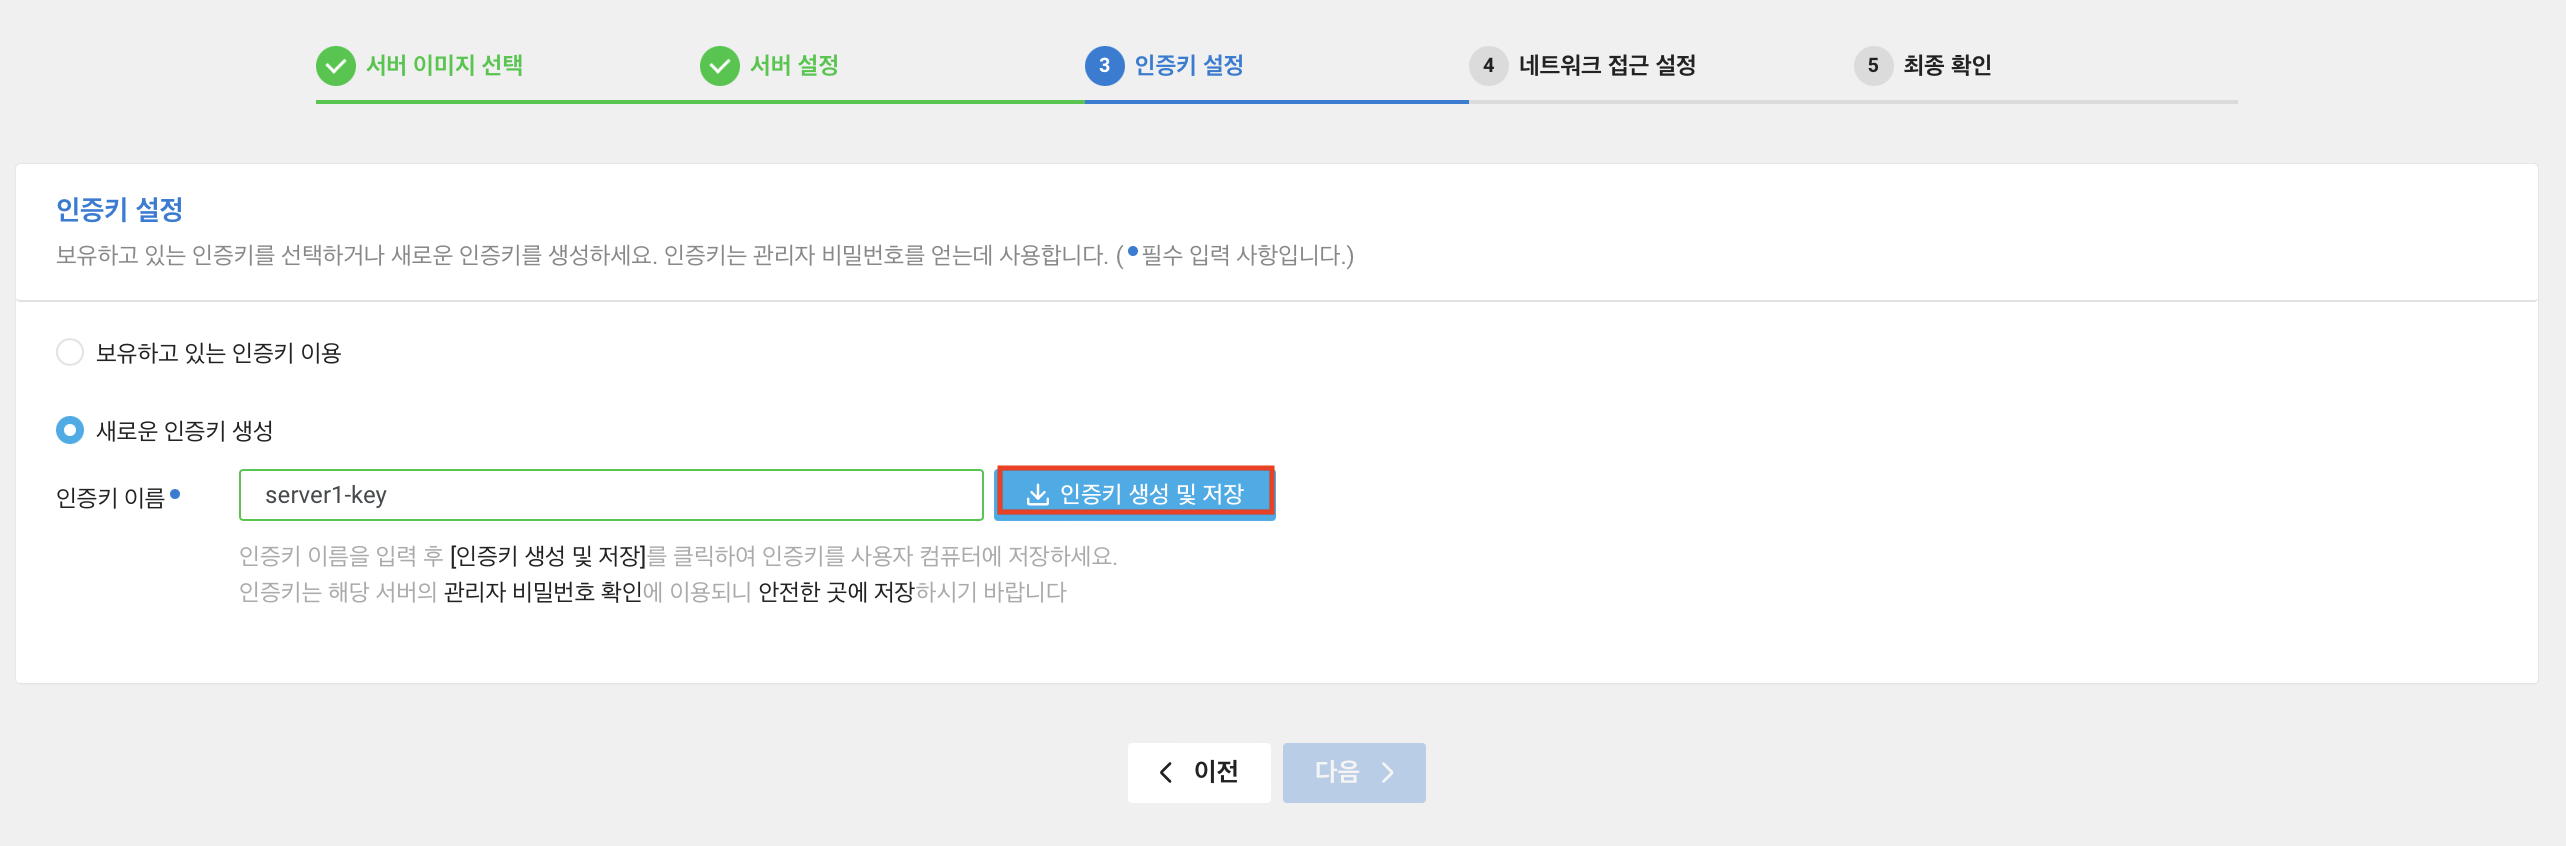 서버 이미지 선택
서버 설정
3 인증키 설정
4 네트워크 접근 설정
5 최종 확인
인증키 설정
보유하고 있는 인증키를 선택하거나 새로운 인증키를 생성하세요. 인증키는 관리자 비밀번호를 얻는데 사용합니다. ( •필수 입력 사항입니다.)
보유하고 있는 인증키 이용
새로운 인증키 생성
인증키 이름•
server1-key
인증키 생성 및 저장
인증키 이름을 입력 후 [인증키 생성 및 저장]를 클릭하여 인증키를 사용자 컴퓨터에 저장하세요.
인증키는 해당 서버의 관리자 비밀번호 확인에 이용되니 안전한 곳에 저장하시기 바랍니다
이전
다음